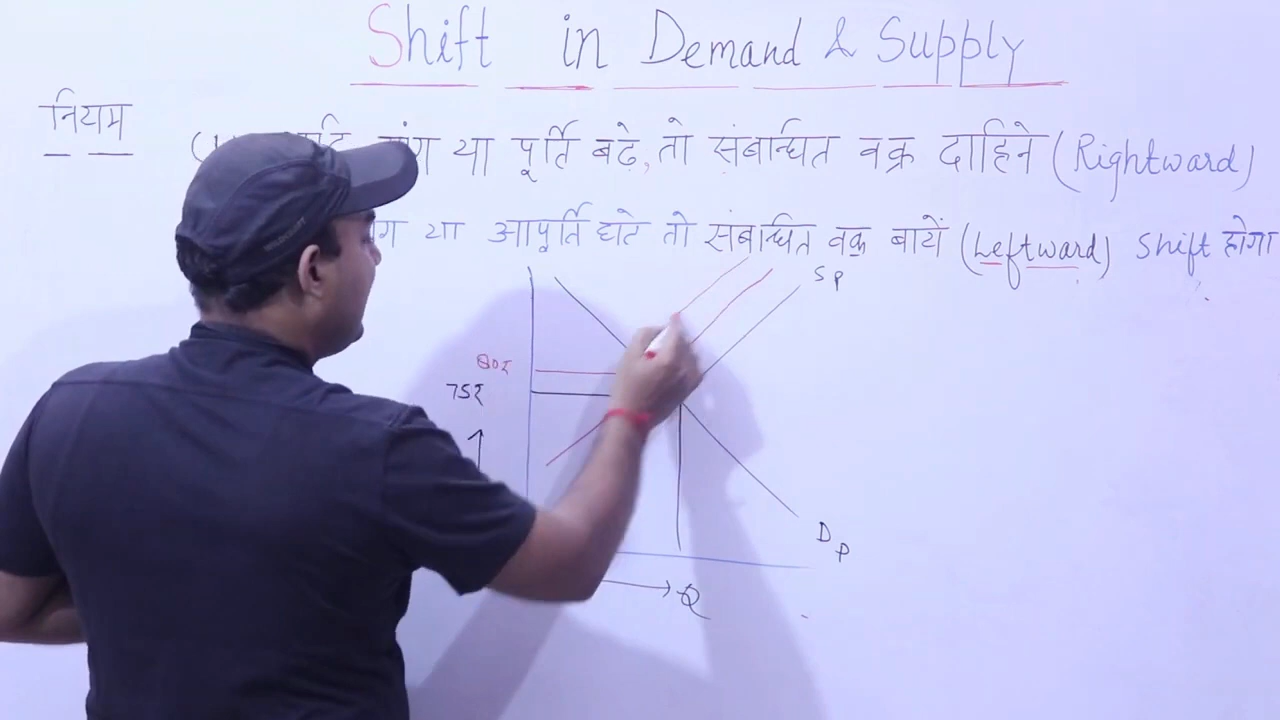 Shift in Demand & Supply
नियम
या पूर्ति बढे, तो संबन्धित वक्र दाहिने (Rightward)
या आपूर्ति घटे तो संबन्धित वक्र बायें (Leftward) Shift होगा
SP
80₹
75₹
DP
Q